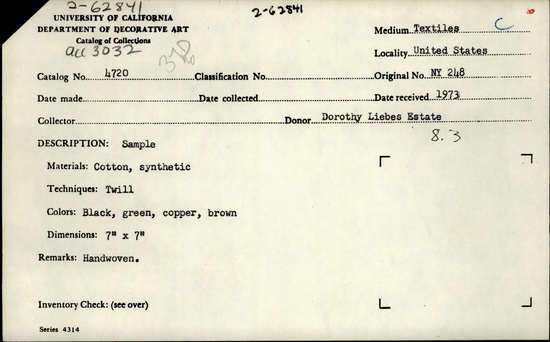 2-62841
2-62841
UNIVERSITY OF CALIFORNIA
DEPARTMENT OF DECORATIVE ART
Catalog of Collections
acc 3032
Medium Textiles
C
Locality United States
Catalog No. 4720 Classification No. Original No. NY 248
Date made Date collected Date received 1973
Collector Donor Dorothy Liebes Estate
8.3
DESCRIPTION: Sample
Materials: Cotton, synthetic
Techniques: Twill
Colors: Black, green, copper, brown
Dimensions: 7" x 7"
Remarks: Handwoven.
Inventory Check: (see over)
Series 4314